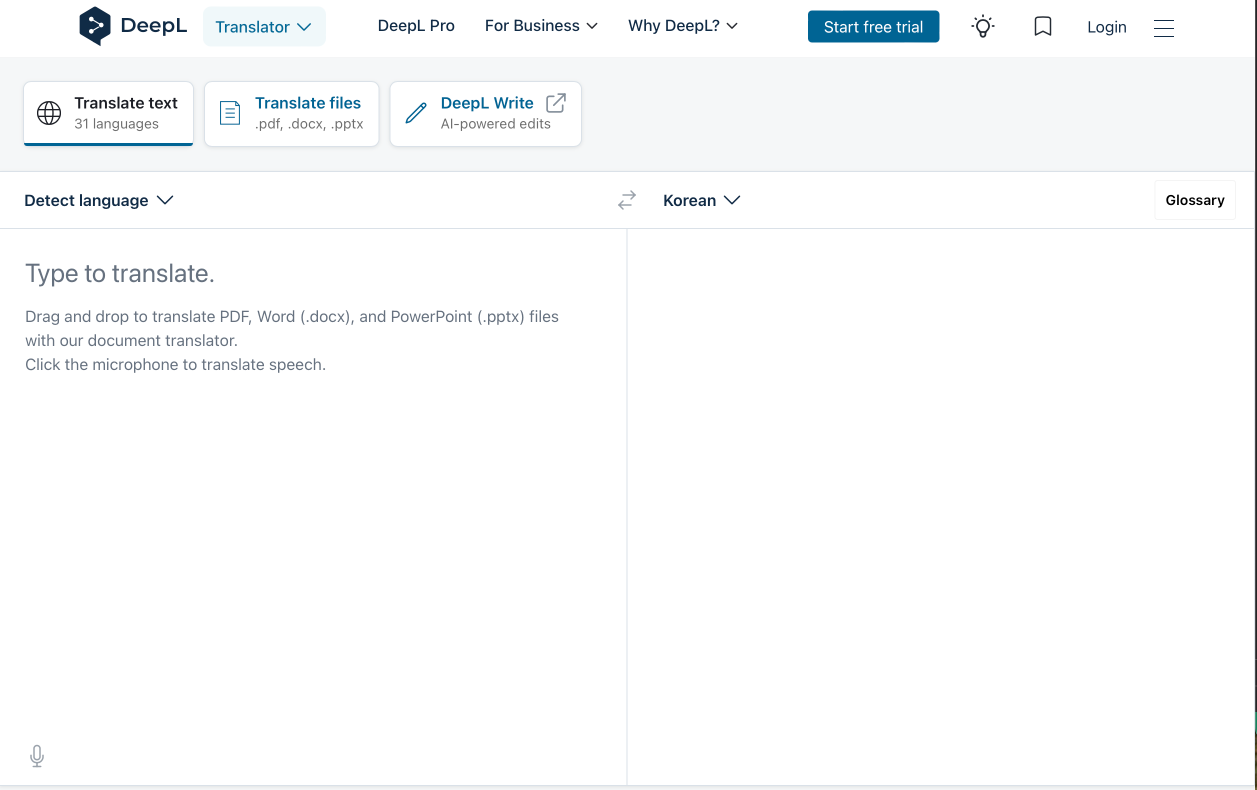 DeepL
Translator
DeepL Pro
For Business
Why DeepL?
Start free trial
Login
Translate text
31 languages
Translate files
.pdf, .docx, .pptx
DeepL Write
AI-powered edits
Detect language
Korean
Glossary
Type to translate.
Drag and drop to translate PDF, Word (.docx), and PowerPoint (.pptx) files
with our document translator.
Click the microphone to translate speech.